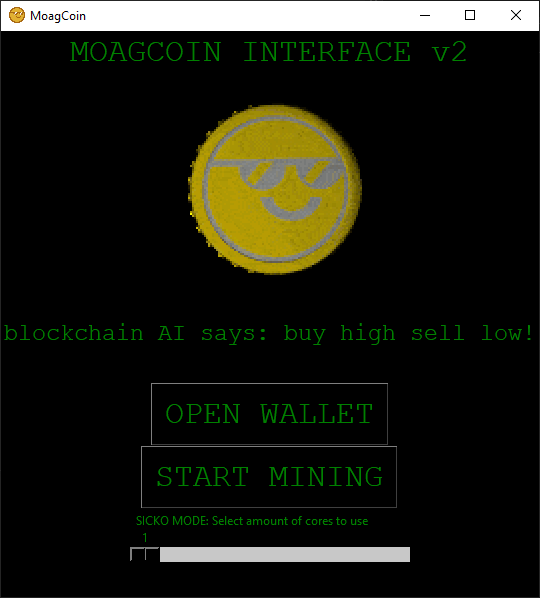 MoagCoin
MOAGCOIN INTERFACE v2
blockchain AI says: buy high sell low!
OPEN WALLET
START MINING
SICKO MODE: Select amount of cores to use
1